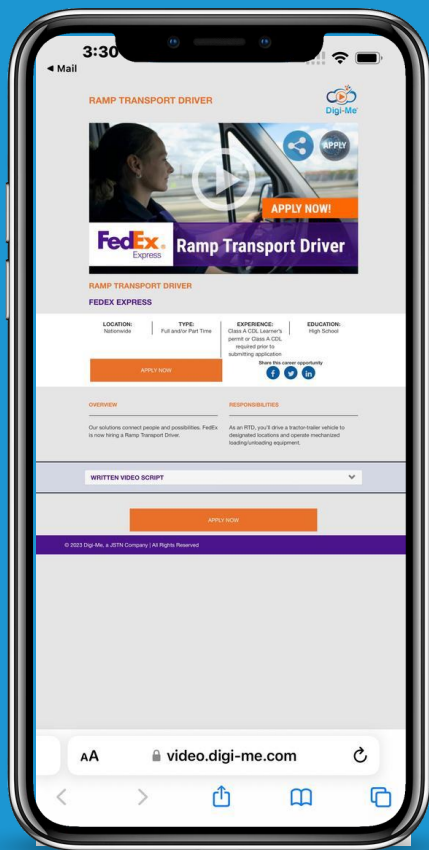 3:30
◀ Mail
RAMP TRANSPORT DRIVER
Digi-Me
APPLY
APPLY NOW!
FedEx®
Express
Ramp Transport Driver
RAMP TRANSPORT DRIVER
FEDEX EXPRESS
LOCATION:
Nationwide
TYPE:
Full and/or Part Time
EXPERIENCE:
Class A CDL Learner's
permit or Class A CDL
required prior to
submitting application
EDUCATION:
High School
APPLY NOW
Share this career opportunity
OVERVIEW
Our solutions connect people and possibilities. FedEx
is now hiring a Ramp Transport Driver.
RESPONSIBILITIES
As an RTD, you'll drive a tractor-trailer vehicle to
designated locations and operate mechanized
loading/unloading equipment.
WRITTEN VIDEO SCRIPT
APPLY NOW
© 2023 Digi-Me, a JSTN Company | All Rights Reserved
AA
video.digi-me.com